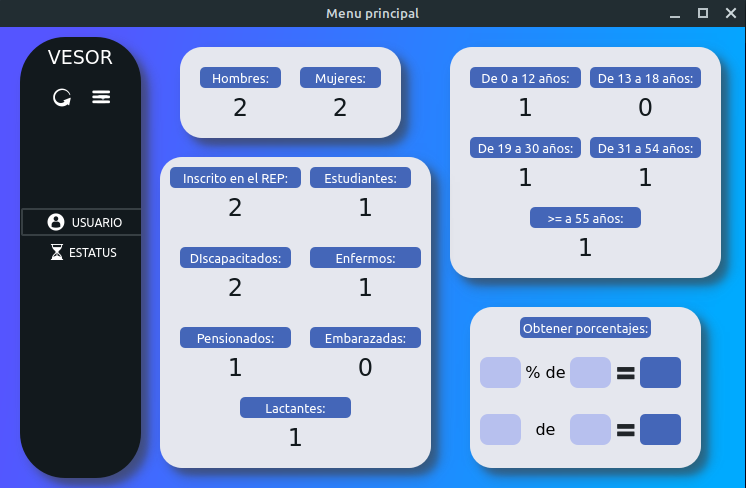 Menu principal
VESOR
USUARIO
ESTATUS
Hombres: Mujeres:
2 2
Inscrito en el REP: Estudiantes:
2 1
DIscapacitados: Enfermos:
2 1
Pensionados: Embarazadas:
1 0
Lactantes:
1
De 0 a 12 años: De 13 a 18 años:
1 0
De 19 a 30 años: De 31 a 54 años:
1 1
>= a 55 años:
1
Obtener porcentajes:
% de =
de =